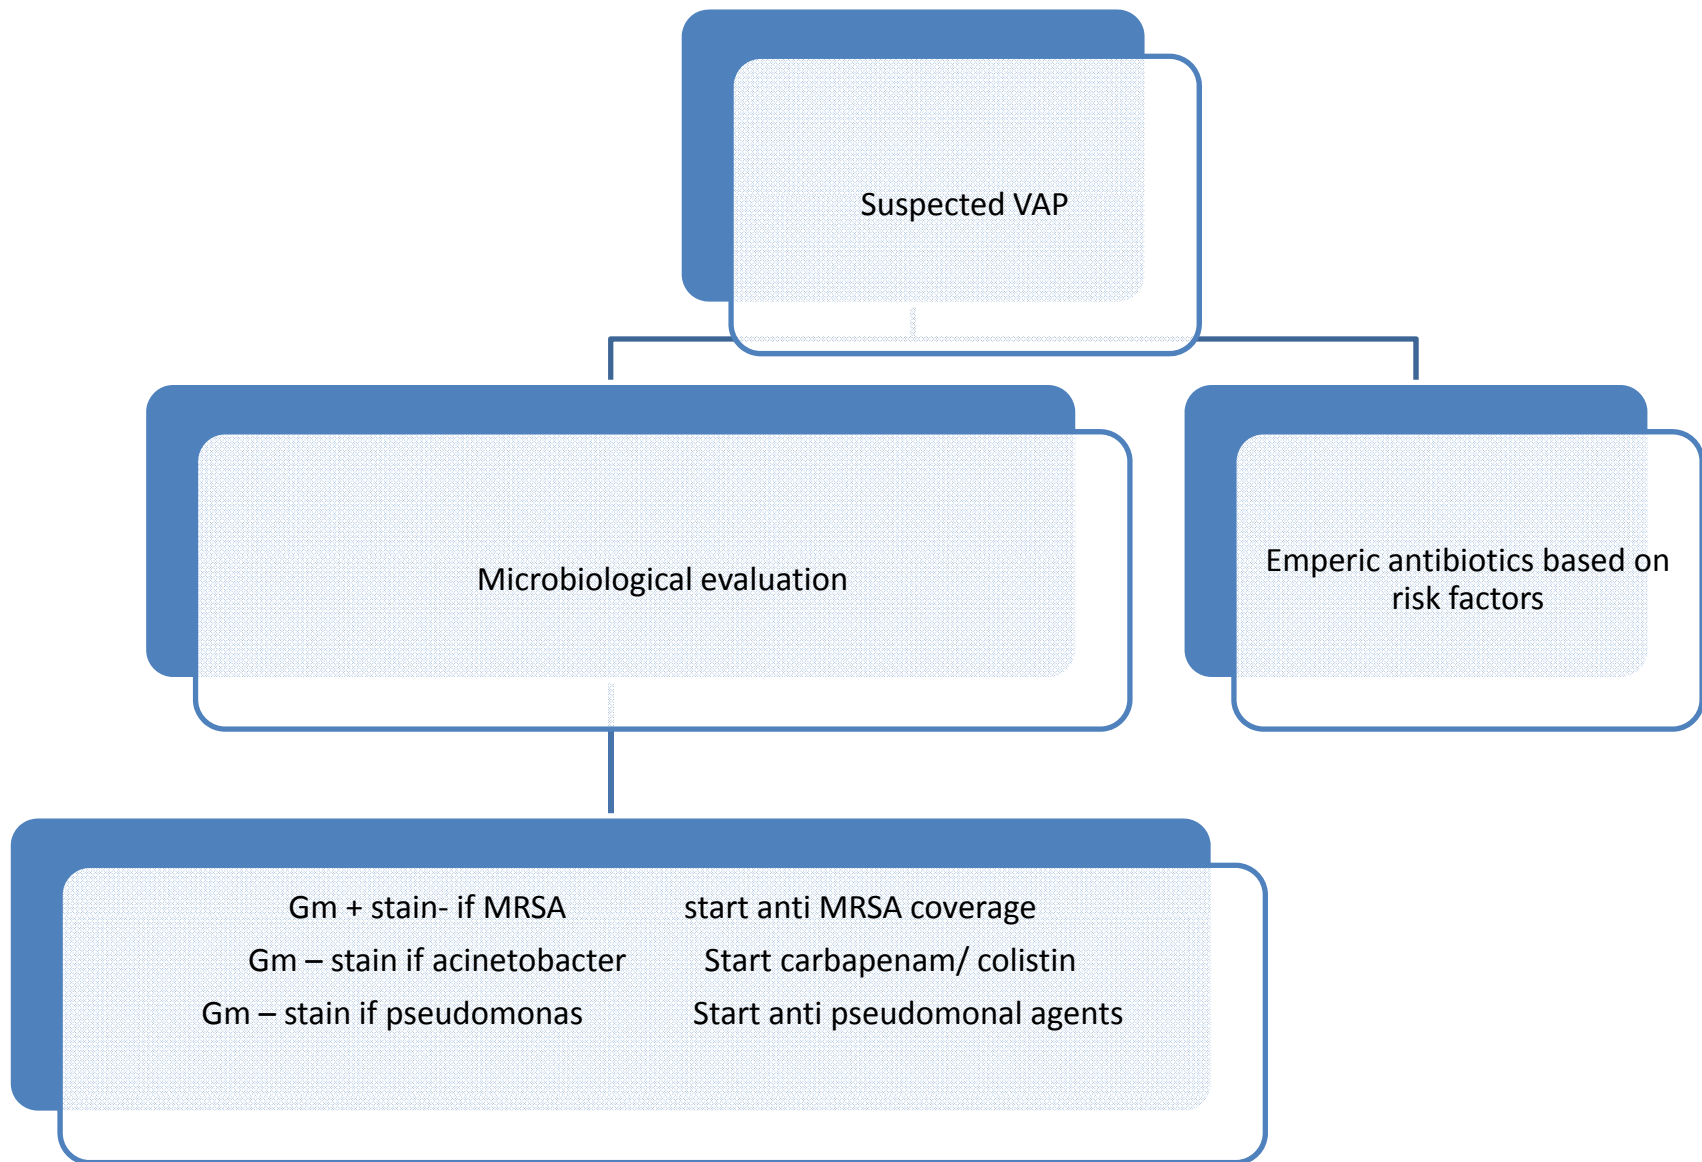 Suspected VAP
Microbiological evaluation
Emperic antibiotics based on
risk factors
Gm + stain- if MRSA start anti MRSA coverage
Gm – stain if acinetobacter Start carbapenam/ colistin
Gm – stain if pseudomonas Start anti pseudomonal agents